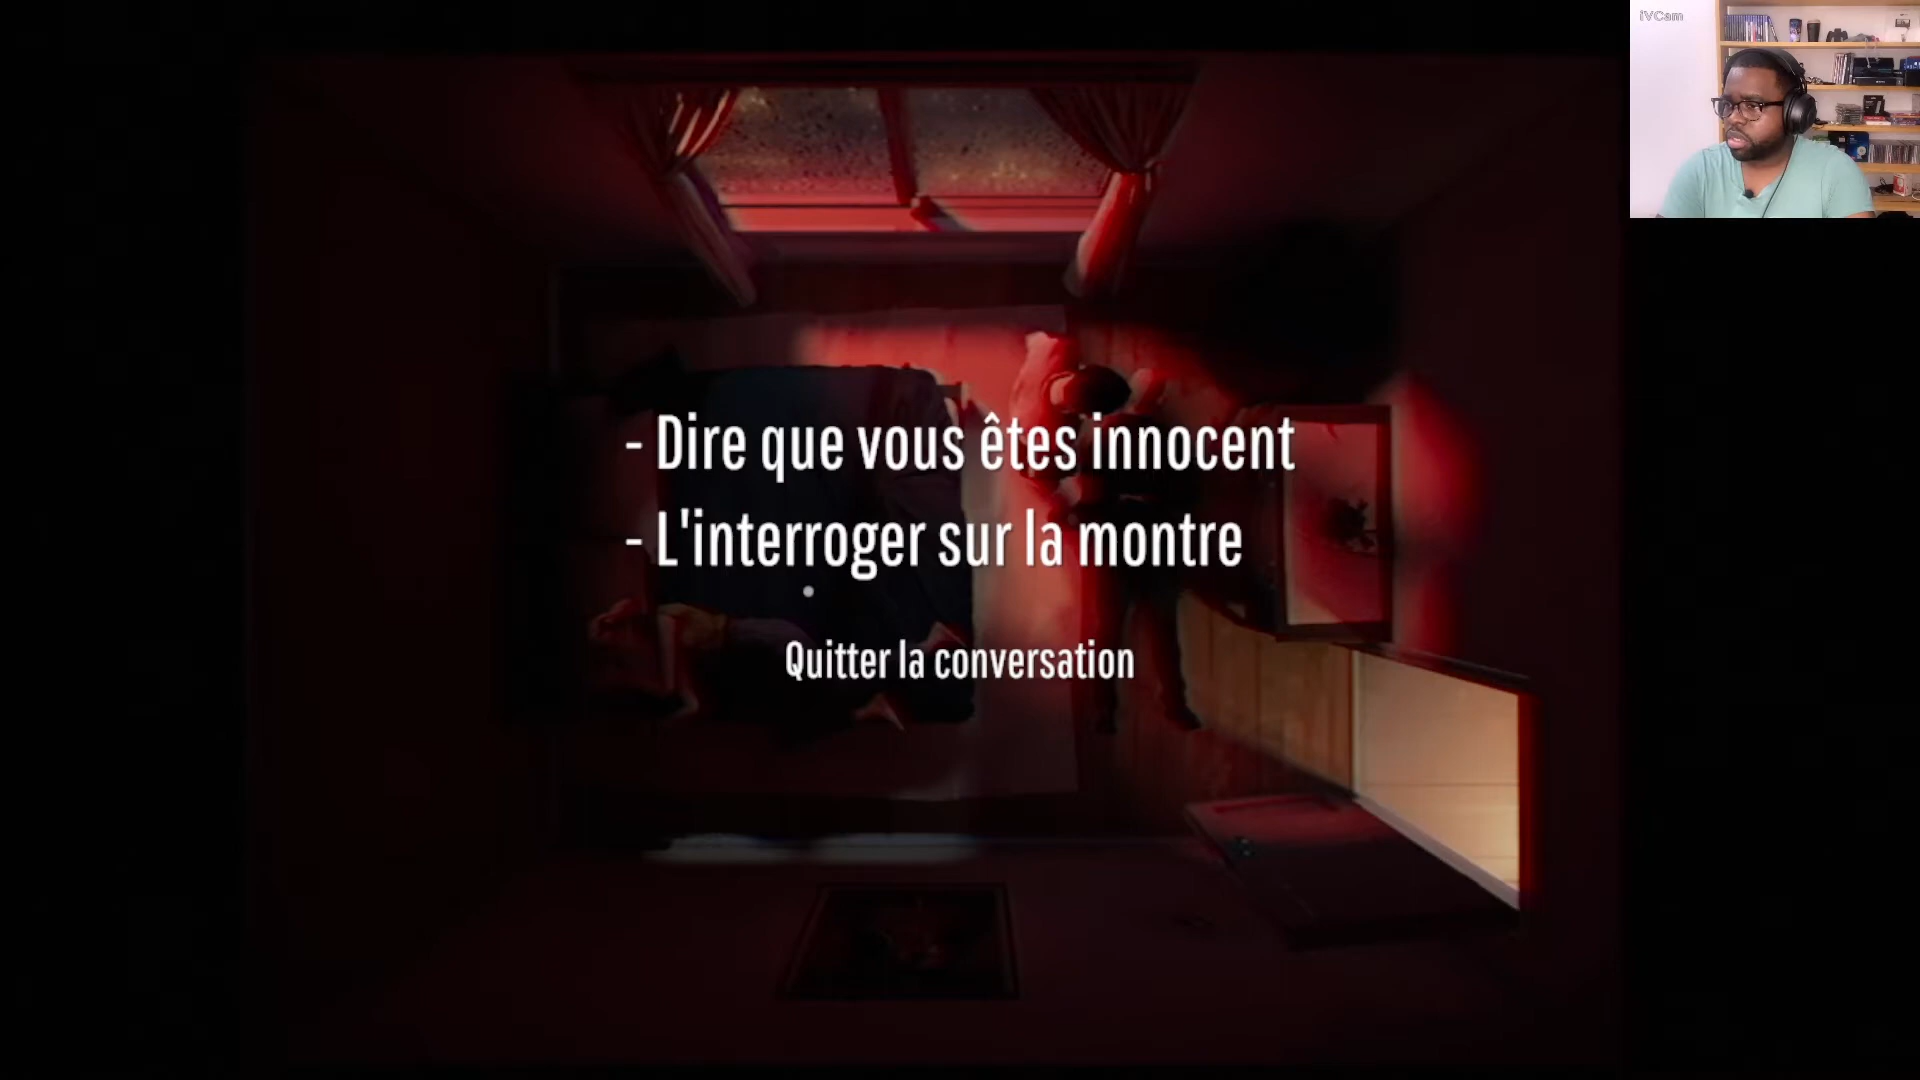 iVCam
- Dire que vous êtes innocent
- L'interroger sur la montre
Quitter la conversation